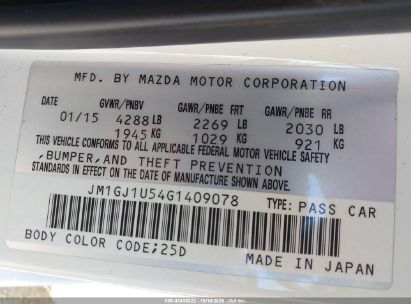 MFD. BY MAZDA MOTOR CORPORATION
DATE GVWR/PNBV GAWR/PNBE FRT GAWR/PNBE RR
01/15 4288 LB 2269 LB 2030 LB
1945 KG 1029 KG 921 KG
THIS VEHICLE CONFORMS TO ALL APPLICABLE FEDERAL MOTOR VEHICLE SAFETY
,BUMPER,AND THEFT PREVENTION
STANDARDS IN EFFECT ON THE DATE OF MANUFACTURE SHOWN ABOVE.
JM1GJ1U54G1409078 TYPE: PASS CAR
BODY COLOR CODE;25D
MADE IN JAPAN